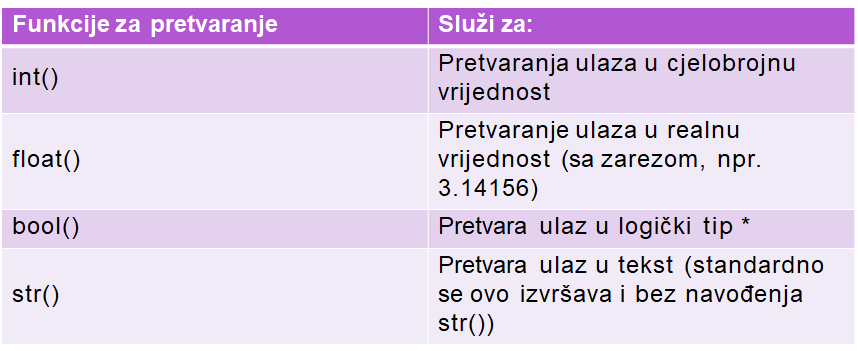 Funkcije za pretvaranje
Služi za:
int()
Pretvaranja ulaza u cjelobrojnu
vrijednost
float()
Pretvaranje ulaza u realnu
vrijednost (sa zarezom, npr.
3.14156)
bool()
Pretvara ulaz u logički tip *
str()
Pretvara ulaz u tekst (standardno
se ovo izvršava i bez navođenja
str())